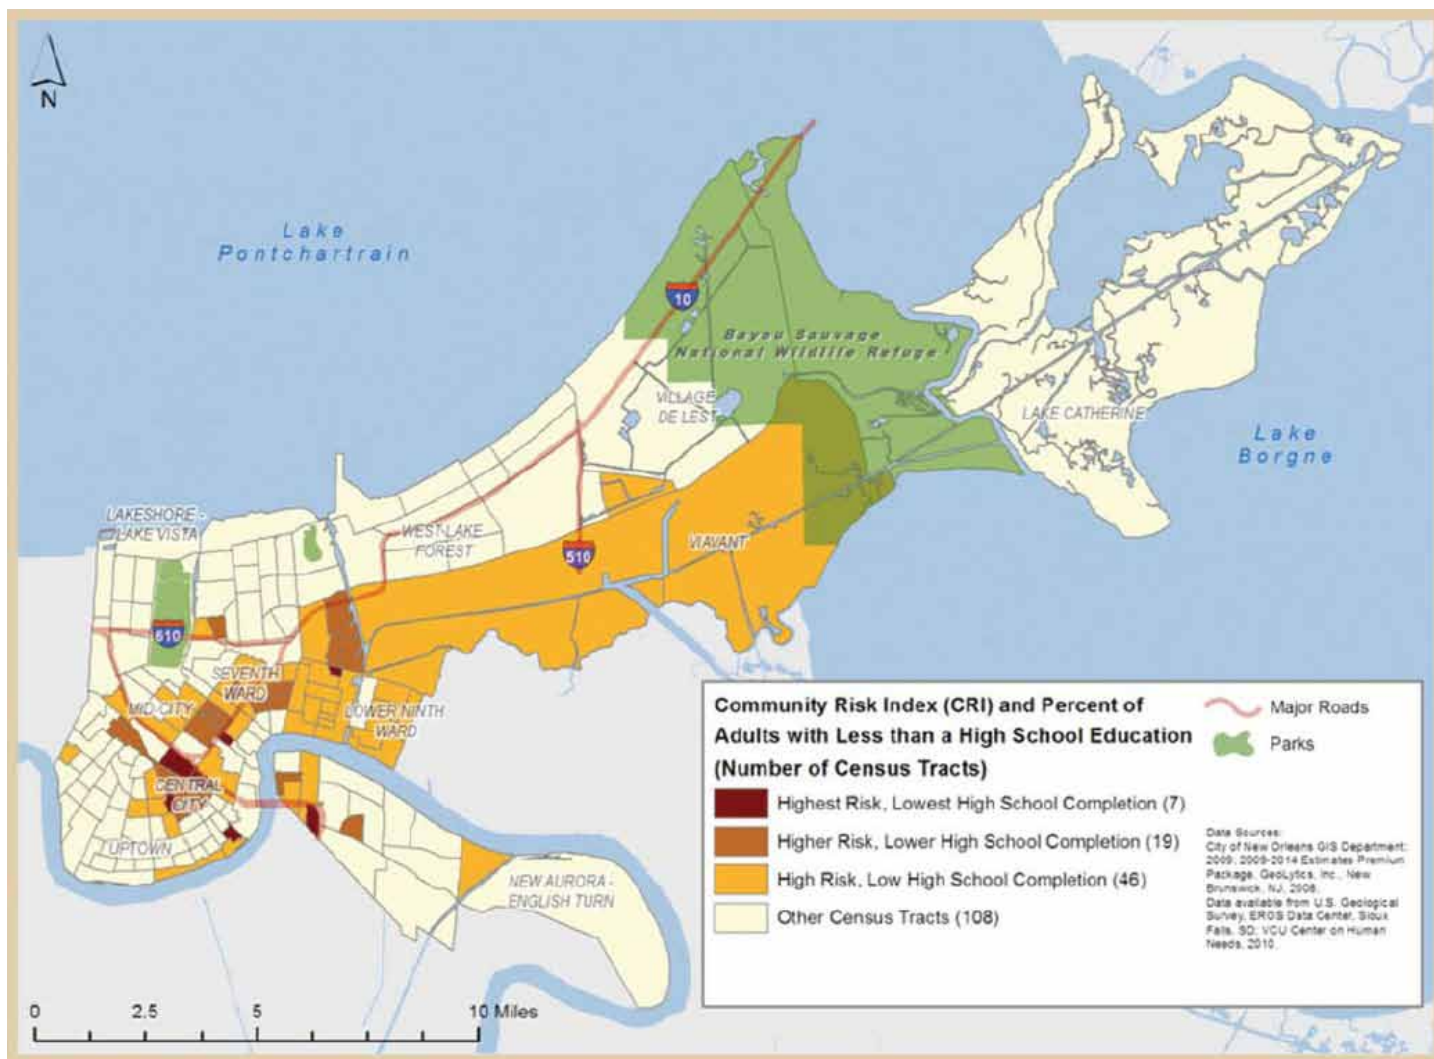 N
Lake
Pontchartrain
10
Bayou Sauvage
National Wildlife Refuge
VILLAGE
DE LEST
LAKE CATHERINE
Lake
Borgne
LAKESHORE -
LAKE VISTA
WEST LAKE
FOREST
510
VIAVANT
610
SEVENTH
WARD
MID-CITY
LOWER NINTH
WARD
CENTRAL
CITY
UPTOWN
NEW AURORA -
ENGLISH TURN
Community Risk Index (CRI) and Percent of
Adults with Less than a High School Education
(Number of Census Tracts)
Highest Risk, Lowest High School Completion (7)
Higher Risk, Lower High School Completion (19)
High Risk, Low High School Completion (46)
Other Census Tracts (108)
Major Roads
Parks
Data Sources:
City of New Orleans GIS Department:
2009, 2009-2014 Estimates Premium
Package, GeoLytics, Inc., New
Brunswick, NJ, 2008.
Data available from U.S. Geological
Survey, EROS Data Center, Sioux
Falls, SD; VCU Center on Human
Needs, 2010.
0 2.5 5 10 Miles